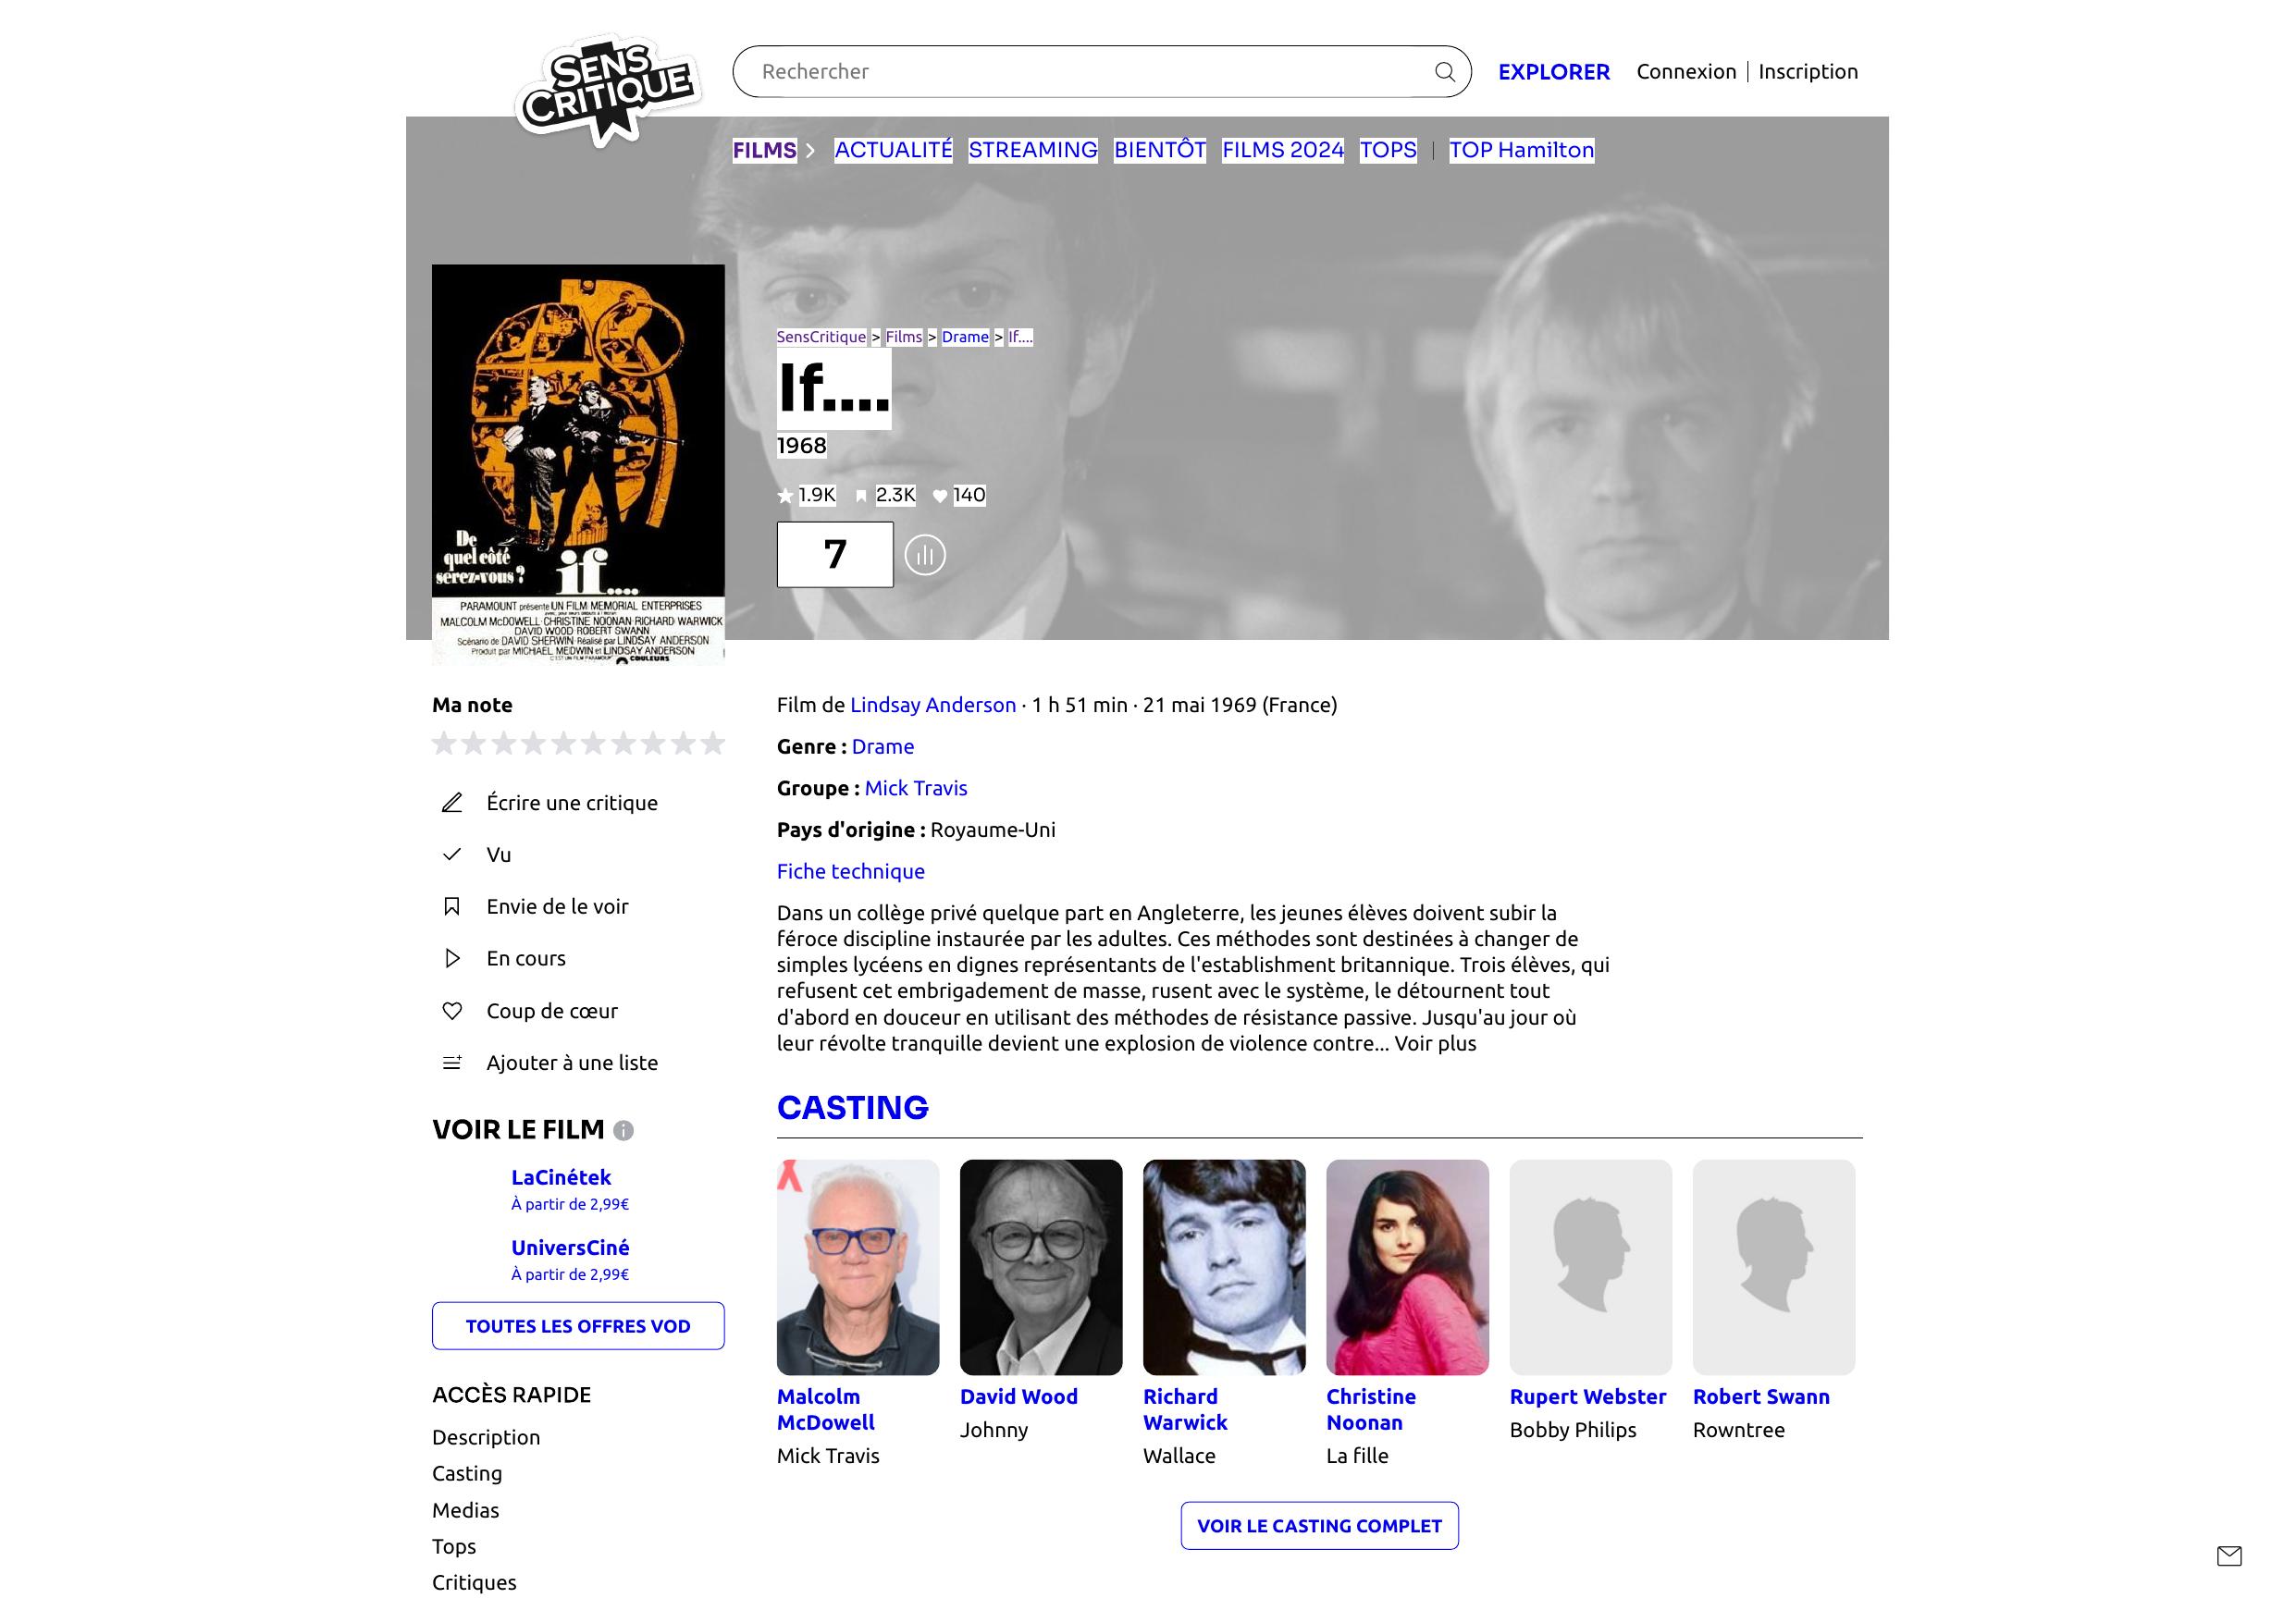 SENS
CRITIQUE
Rechercher
EXPLORER
Connexion | Inscription
FILMS
ACTUALITÉ
STREAMING
BIENTÔT
FILMS 2024
TOPS
|
TOP Hamilton
SensCritique > Films > Drame > If....
If....
1968
1.9K
2.3K
140
7
De
quel côté
serez-vous ?
if....
PARAMOUNT présente UN FILM MEMORIAL ENTERPRISES
MALCOLM McDOWELL · CHRISTINE NOONAN · RICHARD WARWICK
DAVID WOOD ROBERT SWANN
Scénario de DAVID SHERWIN · Réalisé par LINDSAY ANDERSON
Produit par MICHAEL MEDWIN et LINDSAY ANDERSON
C'EST UN FILM PARAMOUNT COULEURS
Ma note
Écrire une critique
Vu
Envie de le voir
En cours
Coup de cœur
Ajouter à une liste
VOIR LE FILM
LaCinétek
À partir de 2,99€
UniversCiné
À partir de 2,99€
TOUTES LES OFFRES VOD
ACCÈS RAPIDE
Description
Casting
Medias
Tops
Critiques
Film de Lindsay Anderson · 1 h 51 min · 21 mai 1969 (France)
Genre : Drame
Groupe : Mick Travis
Pays d'origine : Royaume-Uni
Fiche technique
Dans un collège privé quelque part en Angleterre, les jeunes élèves doivent subir la
féroce discipline instaurée par les adultes. Ces méthodes sont destinées à changer de
simples lycéens en dignes représentants de l'establishment britannique. Trois élèves, qui
refusent cet embrigadement de masse, rusent avec le système, le détournent tout
d'abord en douceur en utilisant des méthodes de résistance passive. Jusqu'au jour où
leur révolte tranquille devient une explosion de violence contre... Voir plus
CASTING
Malcolm
McDowell
Mick Travis
David Wood
Johnny
Richard
Warwick
Wallace
Christine
Noonan
La fille
Rupert Webster
Bobby Philips
Robert Swann
Rowntree
VOIR LE CASTING COMPLET